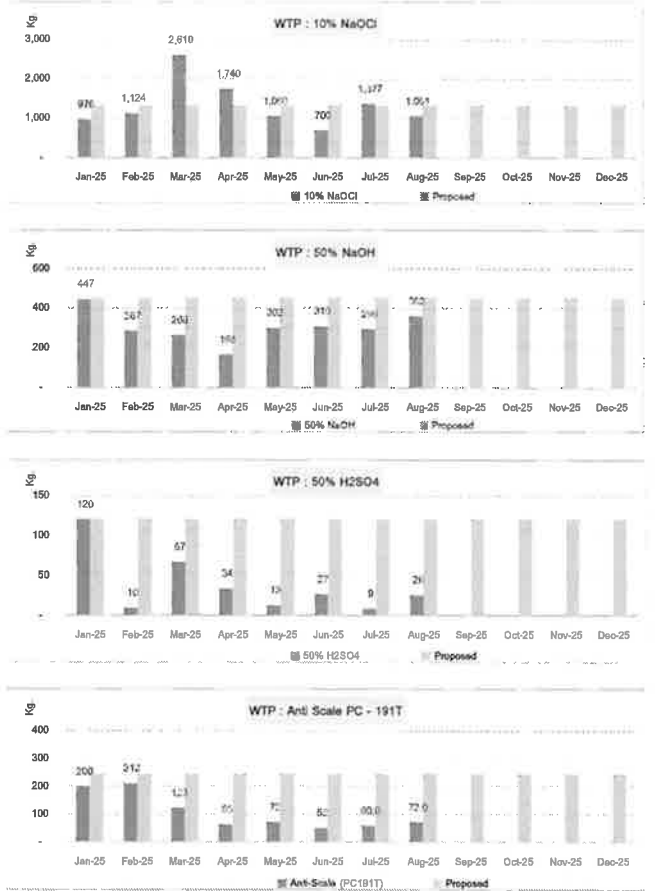 WTP : 10% NaOCl
Kg.
3,000
2,610
2,000
1,740
976
1,124
700
1,000
-
Jan-25 Feb-25 Mar-25 Apr-25 May-25 Jun-25 Jul-25 Aug-25 Sep-25 Oct-25 Nov-25 Dec-25
10% NaOCl Proposed
WTP : 50% NaOH
Kg.
600
447
400
200
-
Jan-25 Feb-25 Mar-25 Apr-25 May-25 Jun-25 Jul-25 Aug-25 Sep-25 Oct-25 Nov-25 Dec-25
50% NaOH Proposed
WTP : 50% H2SO4
Kg.
150
120
100
67
50
34
10
13
27
9
-
Jan-25 Feb-25 Mar-25 Apr-25 May-25 Jun-25 Jul-25 Aug-25 Sep-25 Oct-25 Nov-25 Dec-25
50% H2SO4 Proposed
WTP : Anti Scale PC - 191T
Kg.
400
300
200 212
200
72.0
100
-
Jan-25 Feb-25 Mar-25 Apr-25 May-25 Jun-25 Jul-25 Aug-25 Sep-25 Oct-25 Nov-25 Dec-25
Anti-Scale (PC191T) Proposed